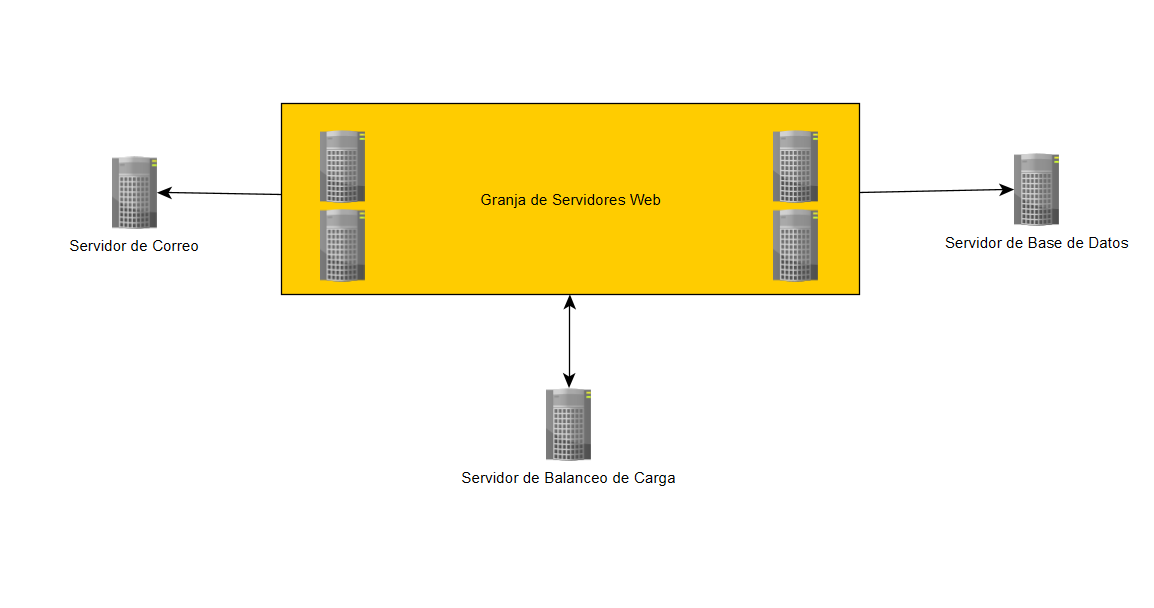 Granja de Servidores Web
Servidor de Correo
Servidor de Base de Datos
Servidor de Balanceo de Carga